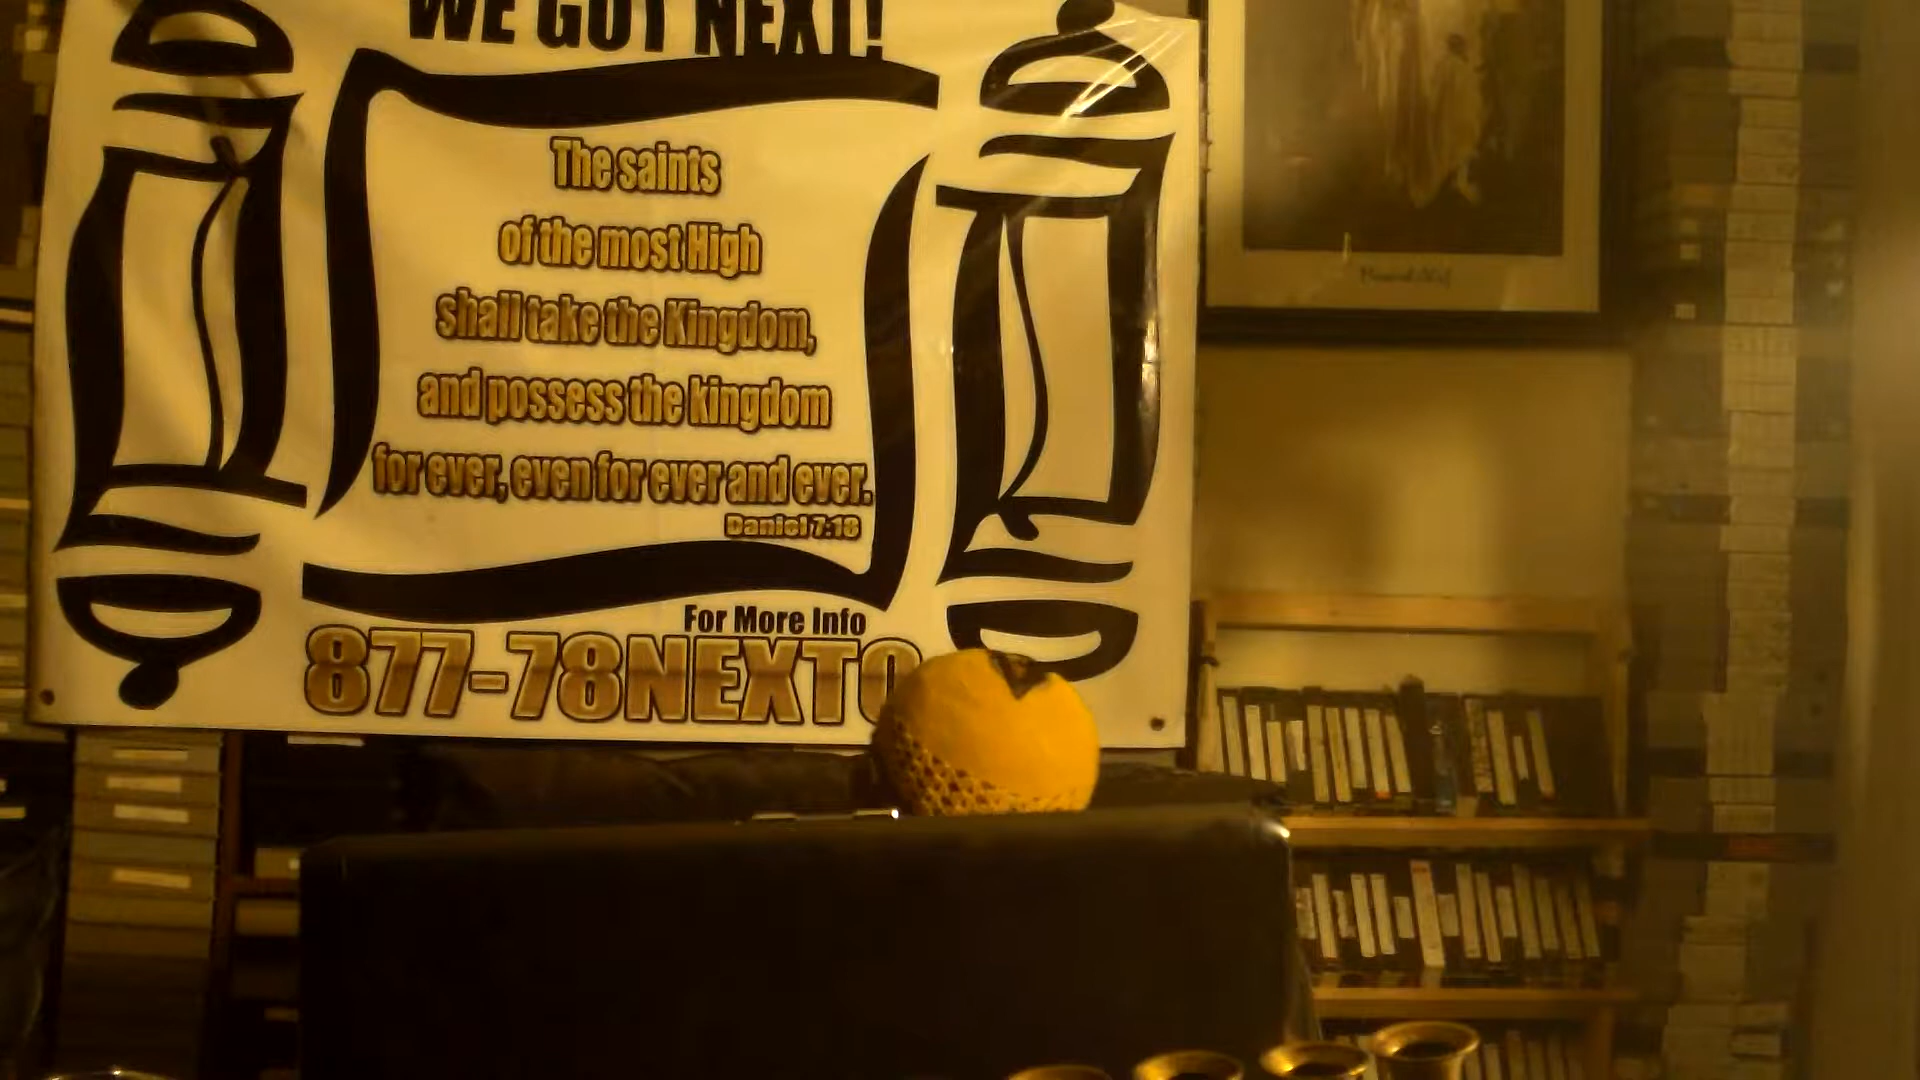 WE GOT NEXT!
The saints
of the most High
shall take the Kingdom,
and possess the kingdom
for ever, even for ever and ever.
Daniel 7:18
For More Info
877-78NEXTO